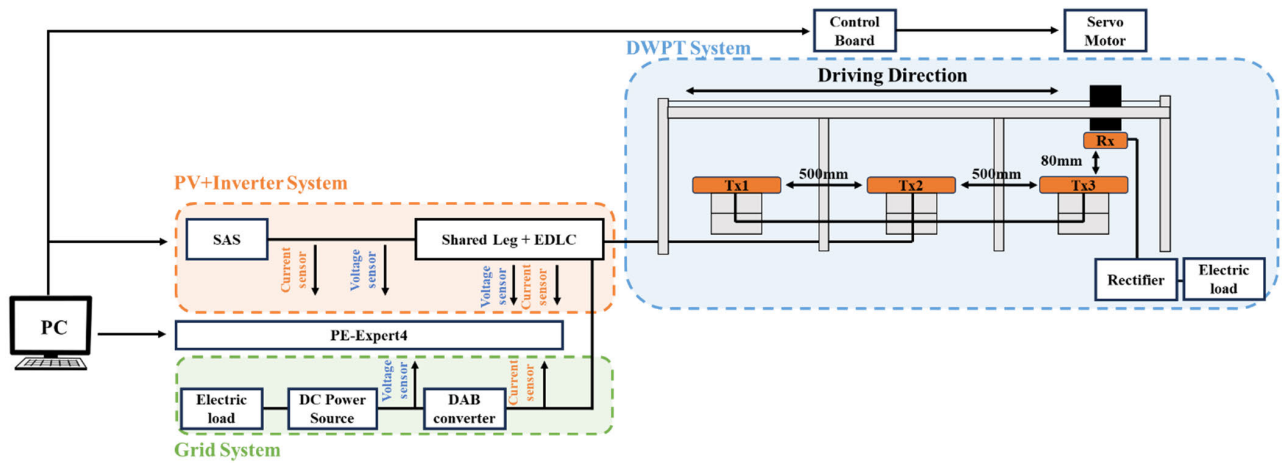 Control
Board
Servo
Motor
DWPT System
Driving Direction
Rx
80mm
500mm
500mm
Tx1
Tx2
Tx3
Rectifier
Electric
load
PV+Inverter System
SAS
Shared Leg + EDLC
Current
sensor
Voltage
sensor
Voltage
sensor
Current
sensor
PC
PE-Expert4
Voltage
sensor
Current
sensor
Electric
load
DC Power
Source
DAB
converter
Grid System